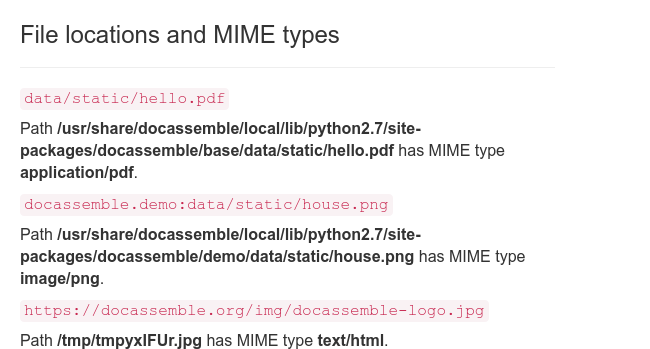 File locations and MIME types
data/static/hello.pdf
Path /usr/share/docassemble/local/lib/python2.7/site-
packages/docassemble/base/data/static/hello.pdf has MIME type
application/pdf.
docassemble.demo:data/static/house.png
Path /usr/share/docassemble/local/lib/python2.7/site-
packages/docassemble/demo/data/static/house.png has MIME type
image/png.
https://docassemble.org/img/docassemble-logo.jpg
Path /tmp/tmpyxIFUr.jpg has MIME type text/html.